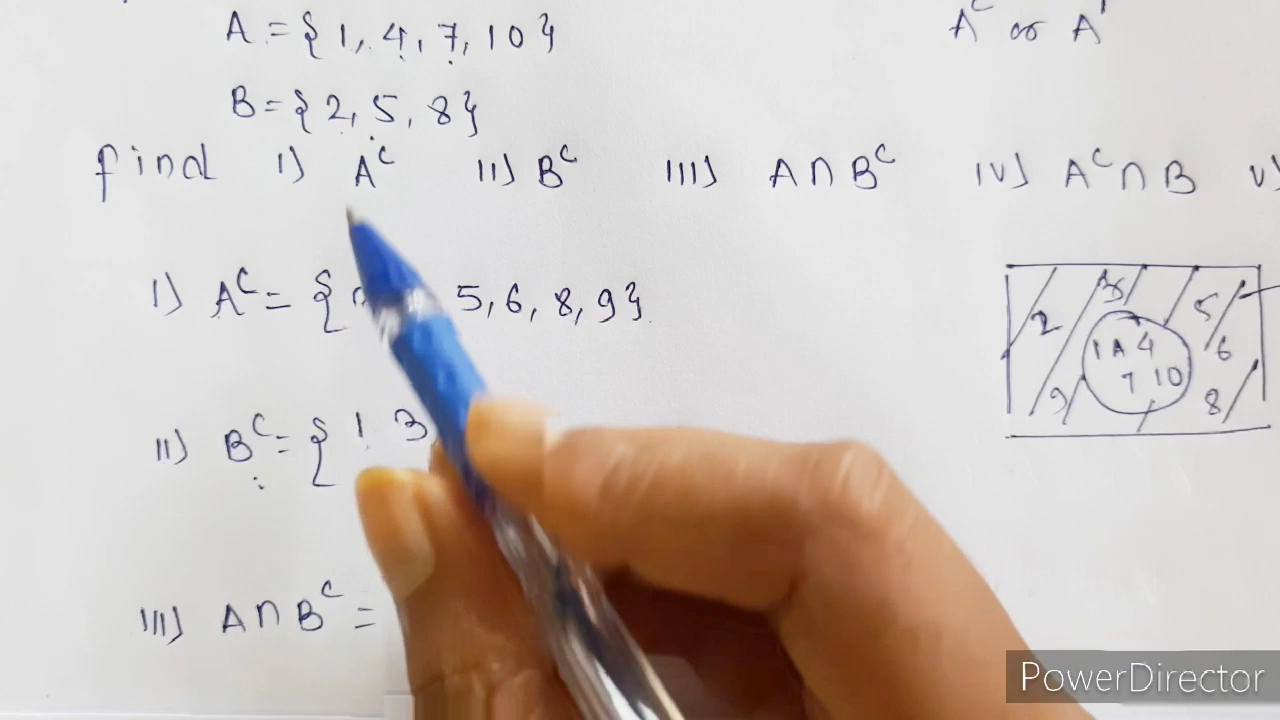 A = {1, 4, 7, 10}
A^c or A'
B = {2, 5, 8}
final I) A^c II) B^c III) A ∩ B^c IV) A^c ∩ B V)
I) A^c = { 5, 6, 8, 9}
2 3 5
1 A 4 6
9 7 10 8
II) B^c = { 1 3
III) A ∩ B^c =
PowerDirector